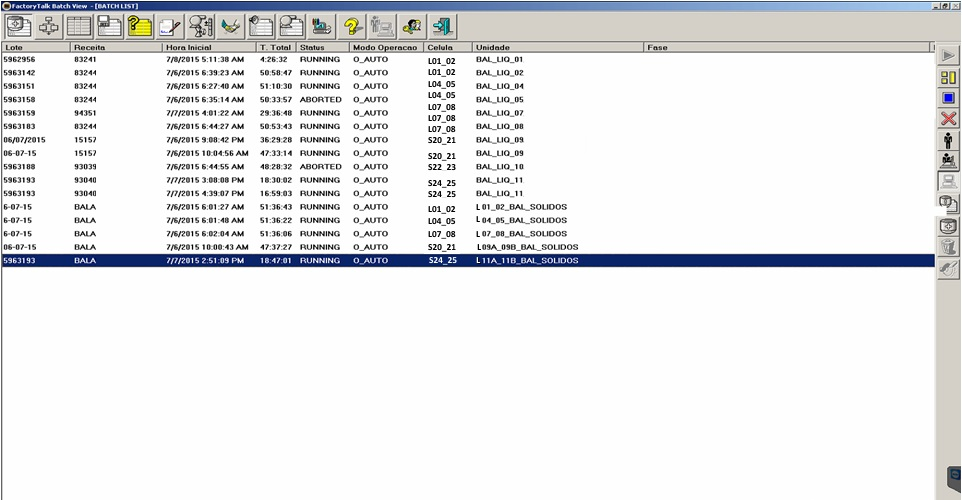 FactoryTalk Batch View - [BATCH LIST]
Lote Receita Hora Inicial T. Total Status Modo Operacao Celula Unidade Fase
5962956 83241 7/8/2015 5:11:38 AM 4:26:32 RUNNING O_AUTO L01_02 BAL_LIQ_01
5963142 83244 7/6/2015 6:39:23 AM 50:58:47 RUNNING O_AUTO L01_02 BAL_LIQ_02
5963151 83244 7/6/2015 6:27:40 AM 51:10:30 RUNNING O_AUTO L04_05 BAL_LIQ_04
5963158 83244 7/6/2015 6:35:14 AM 50:33:57 ABORTED O_AUTO L04_05 BAL_LIQ_05
5963159 94351 7/7/2015 4:01:22 AM 29:36:48 RUNNING O_AUTO L07_08 BAL_LIQ_07
L07_08
5963183 83244 7/6/2015 6:44:27 AM 50:53:43 RUNNING O_AUTO L07_08 BAL_LIQ_08
06/07/2015 15157 7/6/2015 9:08:42 PM 36:29:28 RUNNING O_AUTO S20_21 BAL_LIQ_09
06-07-15 15157 7/6/2015 10:04:56 AM 47:33:14 RUNNING O_AUTO S20_21 BAL_LIQ_09
5963188 93039 7/6/2015 6:44:55 AM 48:28:32 ABORTED O_AUTO S22_23 BAL_LIQ_10
5963193 93040 7/7/2015 3:08:08 PM 18:30:02 RUNNING O_AUTO S24_25 BAL_LIQ_11
5963193 93040 7/7/2015 4:39:07 PM 16:59:03 RUNNING O_AUTO S24_25 BAL_LIQ_11
6-07-15 BALA 7/6/2015 6:01:27 AM 51:36:43 RUNNING O_AUTO L01_02 L01_02_BAL_SOLIDOS
6-07-15 BALA 7/6/2015 6:01:48 AM 51:36:22 RUNNING O_AUTO L04_05 L04_05_BAL_SOLIDOS
6-07-15 BALA 7/6/2015 6:02:04 AM 51:36:06 RUNNING O_AUTO L07_08 L07_08_BAL_SOLIDOS
06-07-15 BALA 7/6/2015 10:00:43 AM 47:37:27 RUNNING O_AUTO S20_21 L09A_09B_BAL_SOLIDOS
5963193 BALA 7/7/2015 2:51:09 PM 18:47:01 RUNNING O_AUTO S24_25 L11A_11B_BAL_SOLIDOS